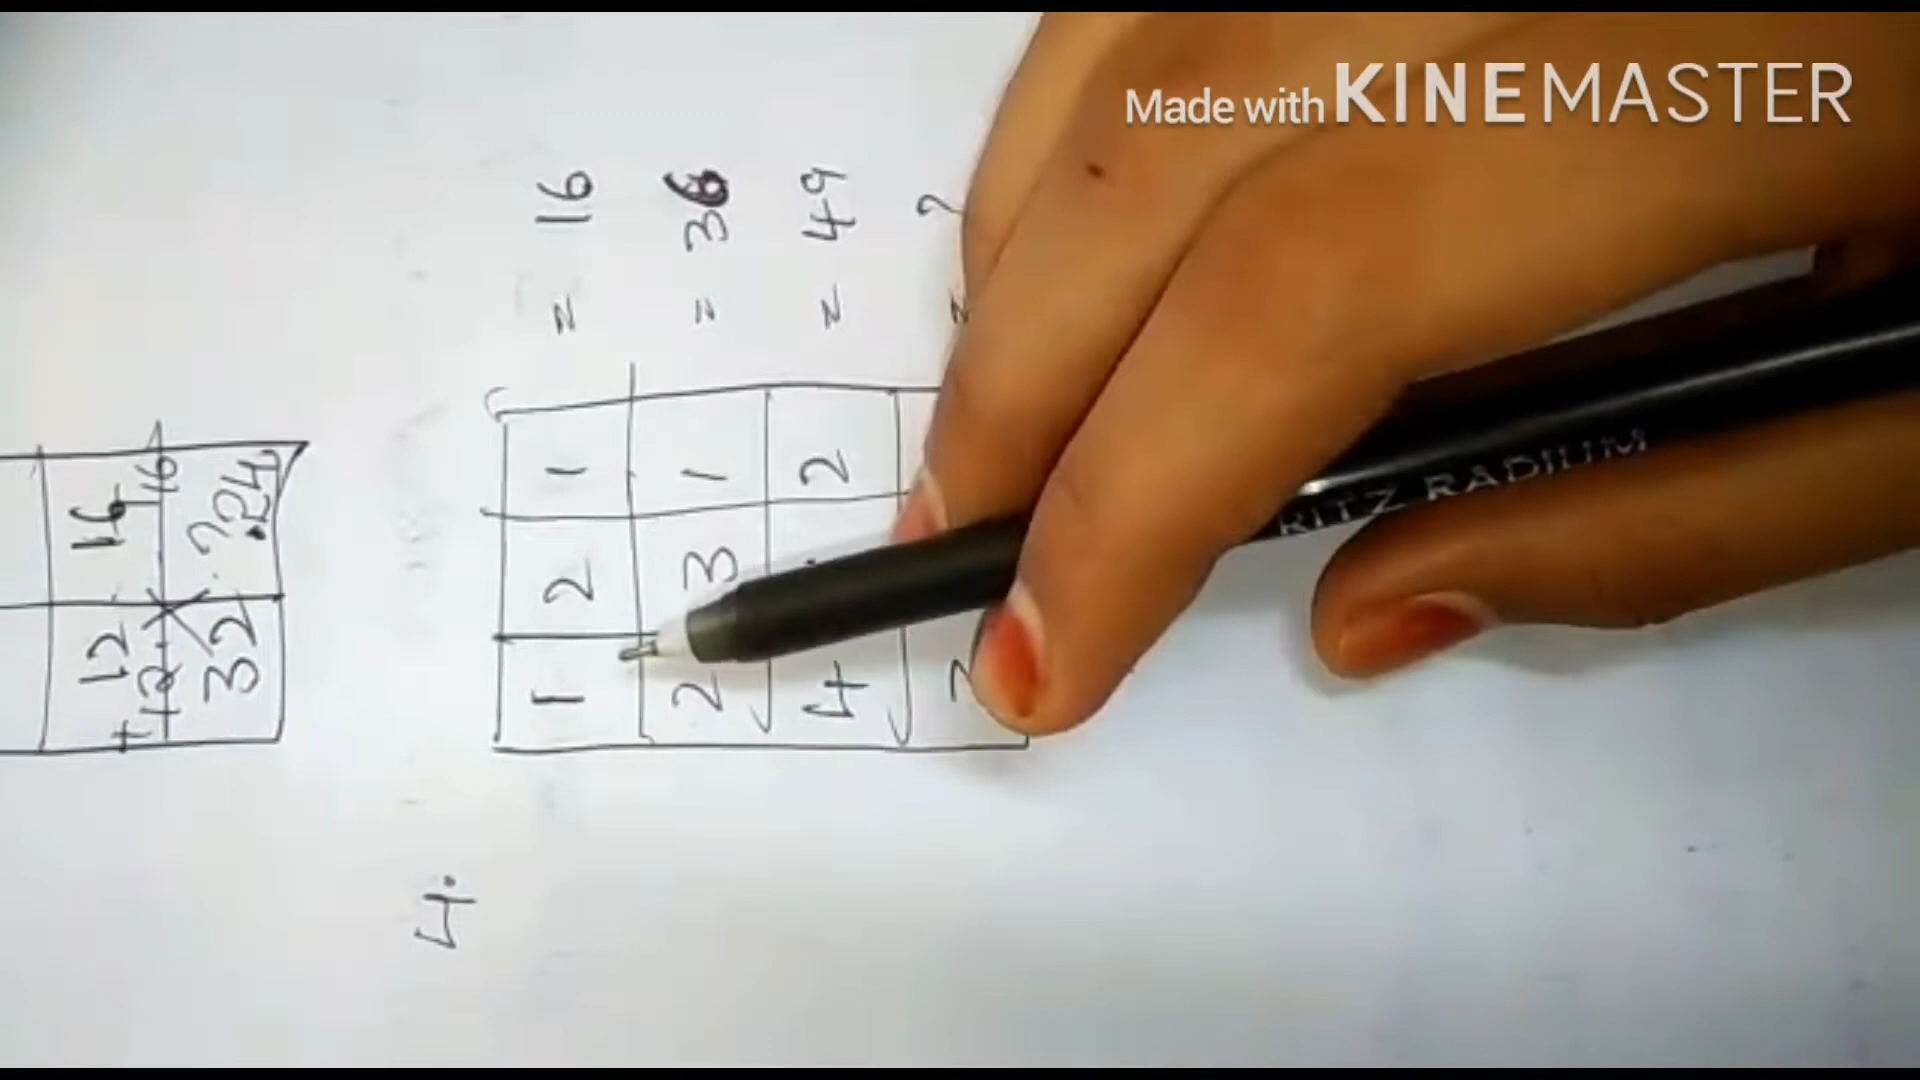 Made with KINEMASTER
12 16
+12 16
32 ? 24
4.
1 2 1 = 16
2 3 1 = 36
4 2 = 49
= ?
RITZ RADIUM